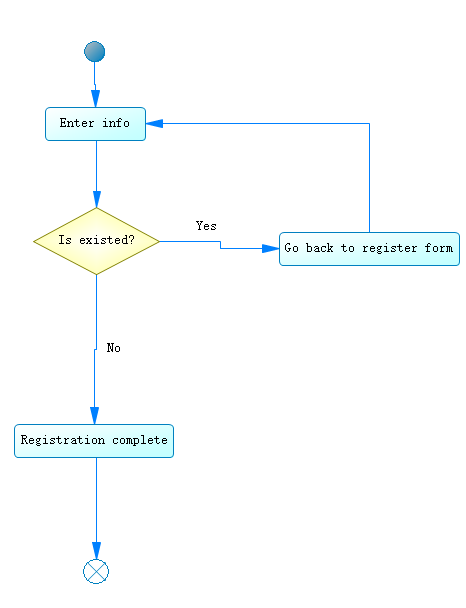 Enter info
Yes
Is existed?
Go back to register form
No
Registration complete